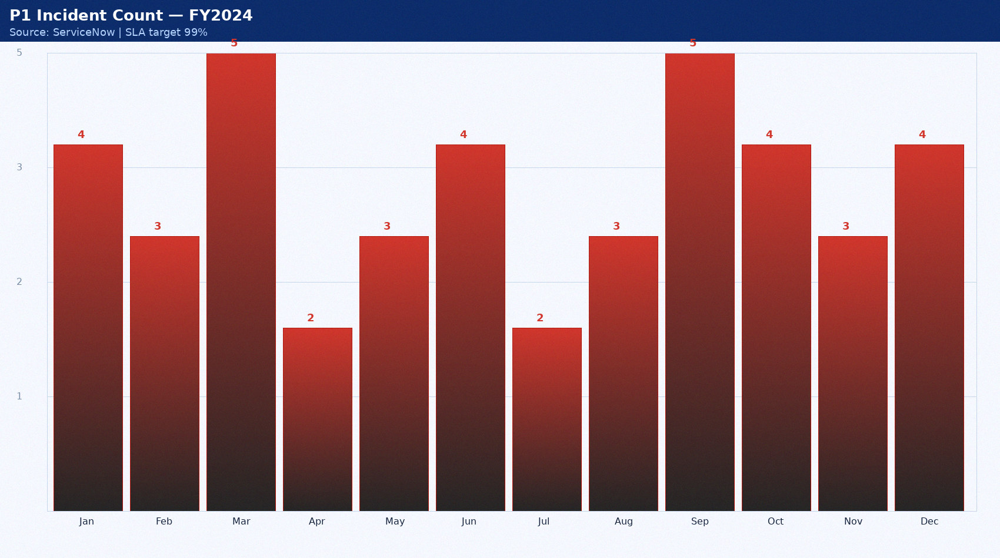 P1 Incident Count — FY2024
Source: ServiceNow | SLA target 99%
5
3
2
1
4
3
5
2
3
4
2
3
5
4
3
4
Jan
Feb
Mar
Apr
May
Jun
Jul
Aug
Sep
Oct
Nov
Dec